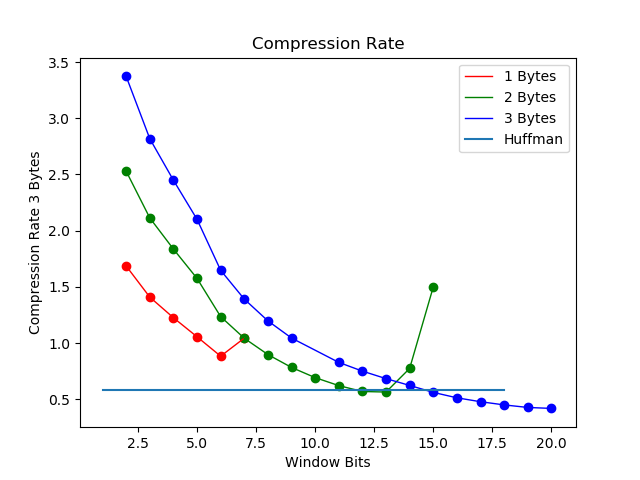 Compression Rate
3.5
3.0
2.5
2.0
1.5
1.0
0.5
Compression Rate 3 Bytes
1 Bytes
2 Bytes
3 Bytes
Huffman
2.5 5.0 7.5 10.0 12.5 15.0 17.5 20.0
Window Bits